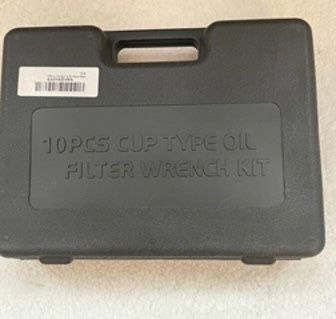 10PCS CUP TYPE OIL
FILTER WRENCH KIT